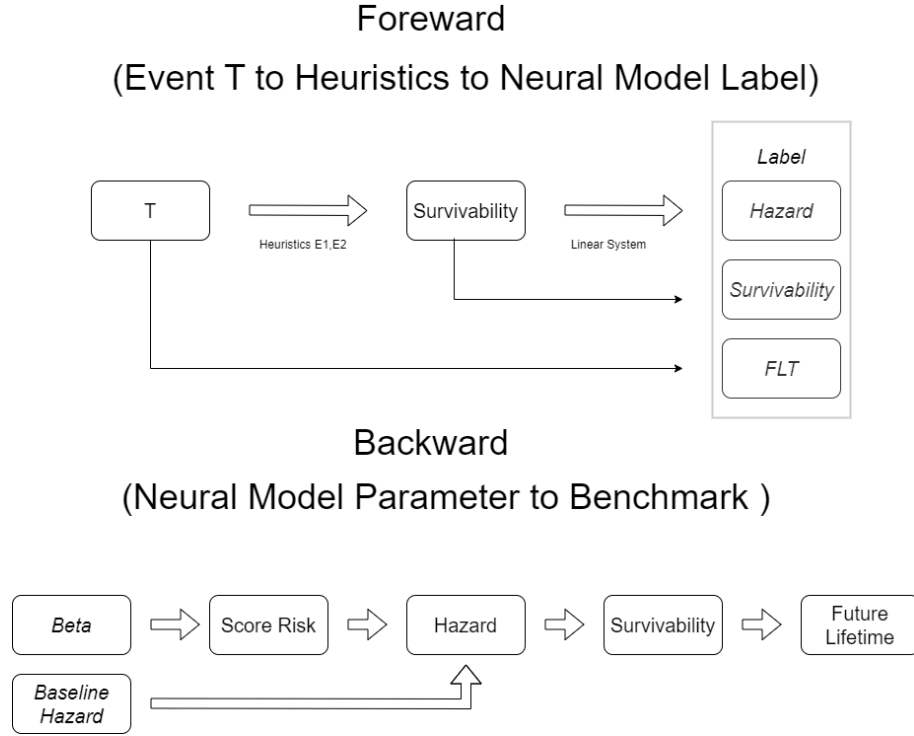 Foreward
(Event T to Heuristics to Neural Model Label)
Label
T
Survivability
Hazard
Heuristics E1,E2
Linear System
Survivability
FLT
Backward
(Neural Model Parameter to Benchmark )
Beta
Score Risk
Hazard
Survivability
Future
Lifetime
Baseline
Hazard